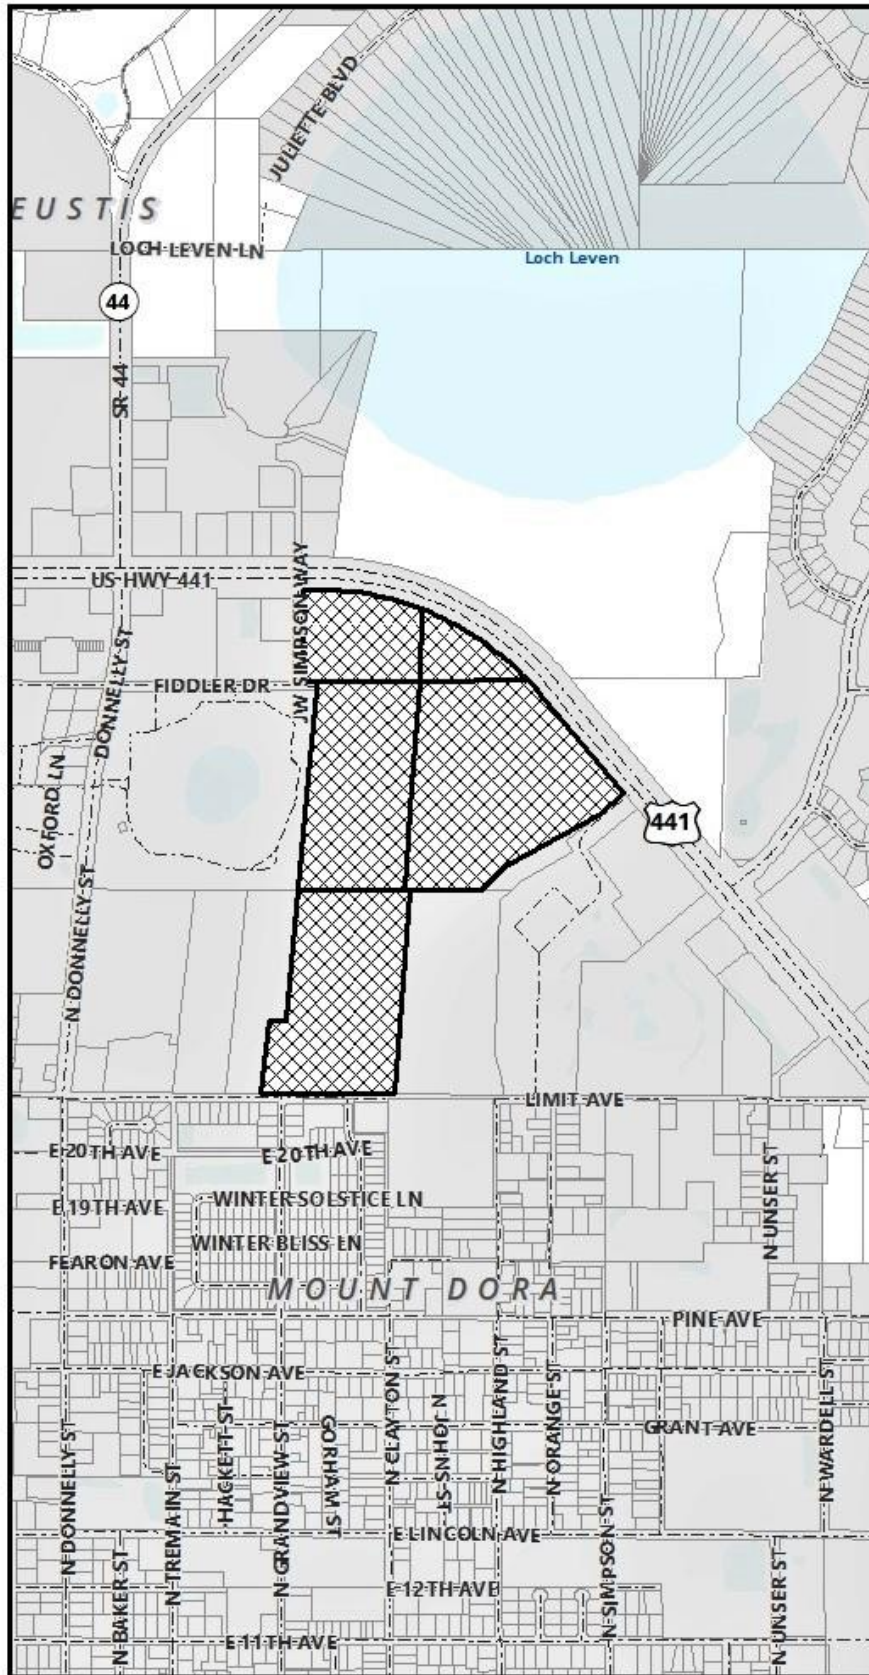 JULIETTE BLVD
EUSTIS
LOCH LEVEN LN
Loch Leven
44
SR 44
US HWY 441
JW SIMPSON WAY
FIDDLER DR
DONNELLY ST
OXFORD LN
441
N DONNELLY ST
LIMIT AVE
E 20TH AVE
E 20TH AVE
N UNSER ST
E 19TH AVE
WINTER SOLSTICE LN
WINTER BLISS LN
FEARON AVE
MOUNT DORA
PINE AVE
E JACKSON AVE
N CLAYTON ST
N HIGHLAND ST
N ORANGE ST
N WARDELL ST
HACKETT ST
GORHAM ST
N JOHNS ST
GRANT AVE
N DONNELLY ST
N TREMAIN ST
N GRANDVIEW ST
E LINCOLN AVE
N SIMPSON ST
N UNSER ST
N BAKER ST
E 12TH AVE
E 11TH AVE